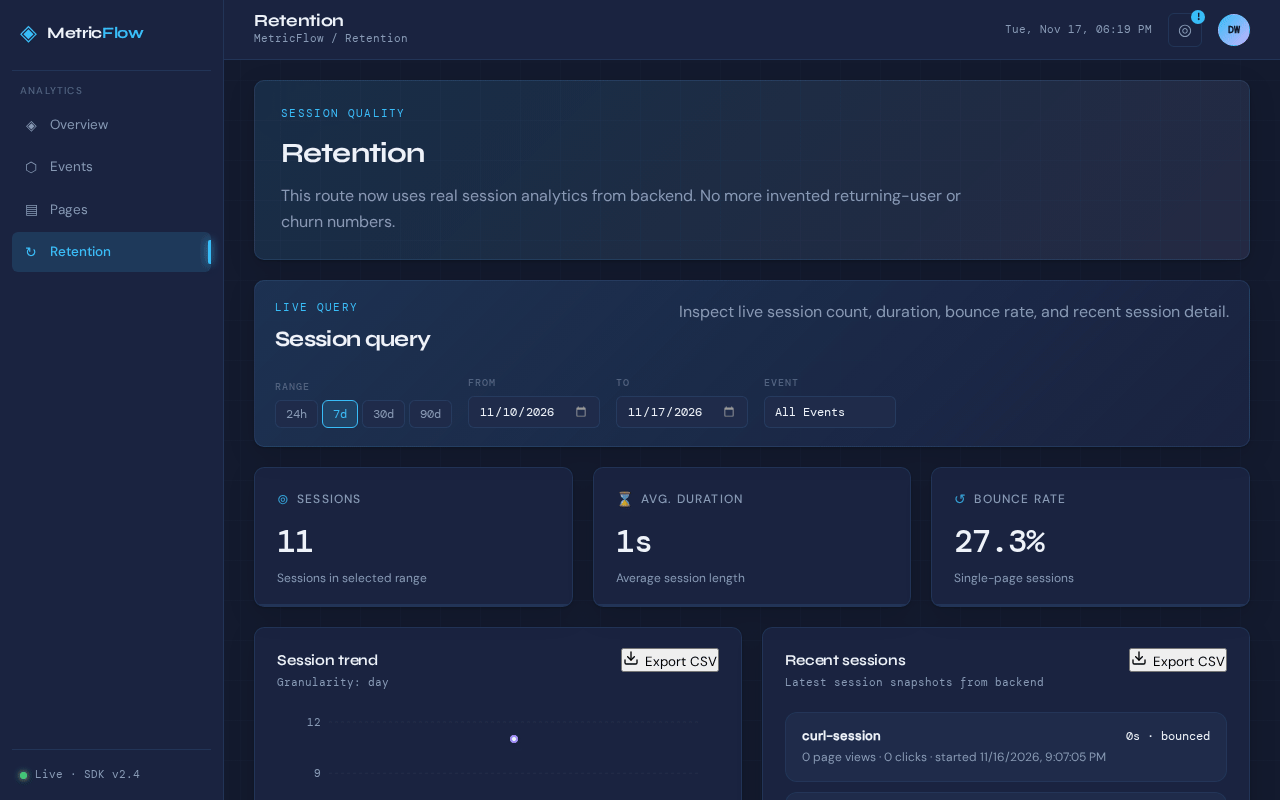 MetricFlow
ANALYTICS
Overview
Events
Pages
Retention
Live · SDK v2.4
Retention
MetricFlow / Retention
Tue, Nov 17, 06:19 PM
!
DW
SESSION QUALITY
Retention
This route now uses real session analytics from backend. No more invented returning-user or
churn numbers.
LIVE QUERY
Session query
Inspect live session count, duration, bounce rate, and recent session detail.
RANGE
24h 7d 30d 90d
FROM
11/10/2026
TO
11/17/2026
EVENT
All Events
SESSIONS
11
Sessions in selected range
AVG. DURATION
1s
Average session length
BOUNCE RATE
27.3%
Single-page sessions
Session trend
Granularity: day
Export CSV
12
9
Recent sessions
Latest session snapshots from backend
Export CSV
curl-session
0s · bounced
0 page views · 0 clicks · started 11/16/2026, 9:07:05 PM